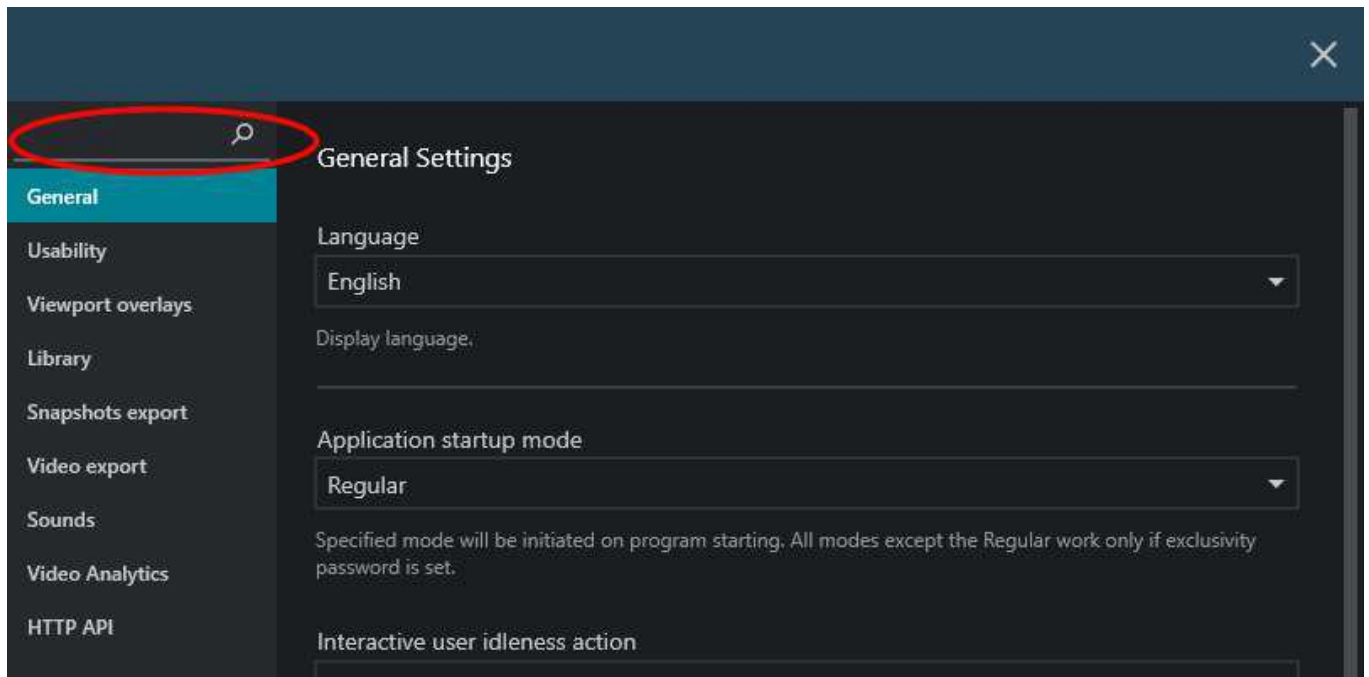 General
Usability
Viewport overlays
Library
Snapshots export
Video export
Sounds
Video Analytics
HTTP API
General Settings
Language
English
Display language.
Application startup mode
Regular
Specified mode will be initiated on program starting. All modes except the Regular work only if exclusivity
password is set.
Interactive user idleness action